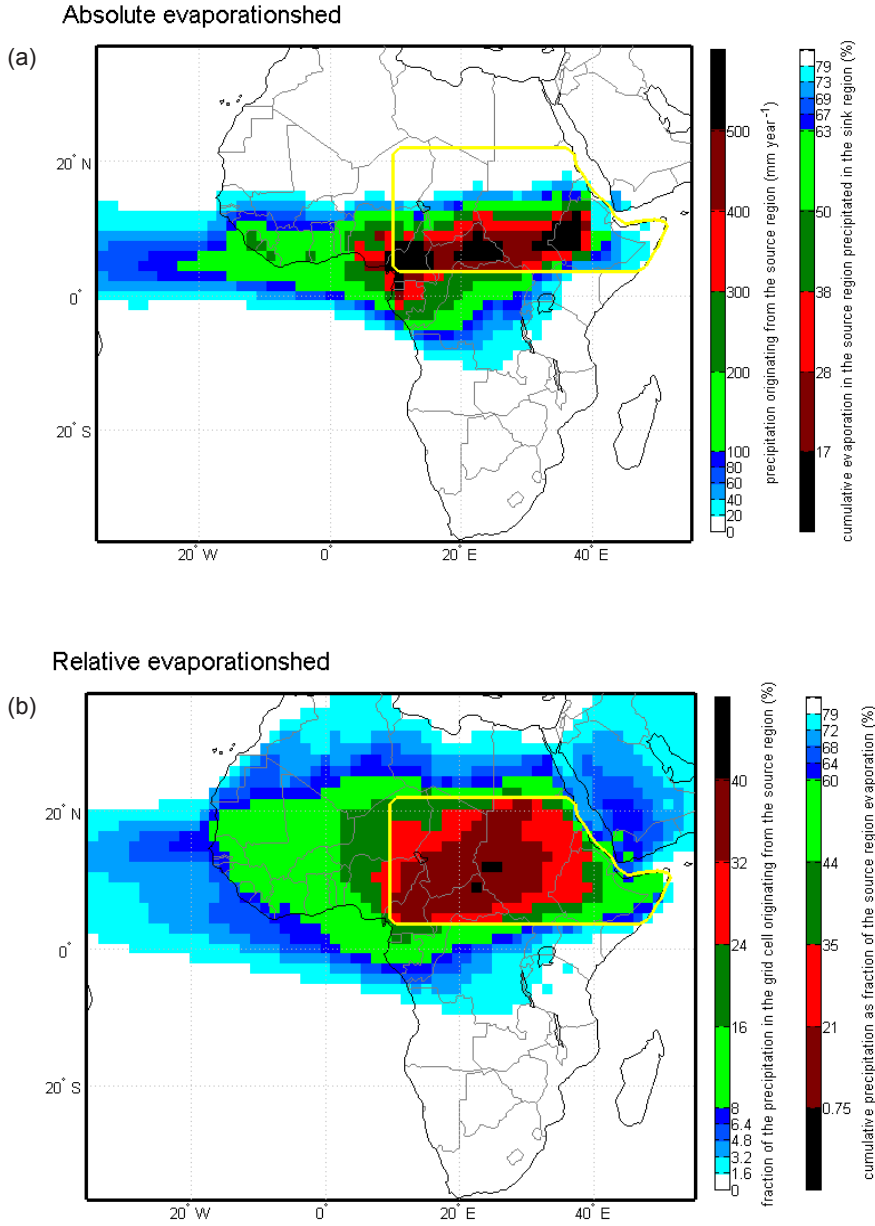 Absolute evaporationshed
(a)
20° N
0°
20° S
20° W
0°
20° E
40° E
500
400
300
200
100
80
60
40
20
0
precipitation originating from the source region (mm year⁻¹)
79
73
69
67
63
50
38
28
17
cumulative evaporation in the source region precipitated in the sink region (%)
Relative evaporationshed
(b)
20° N
0°
20° S
20° W
0°
20° E
40° E
40
32
24
16
8
6.4
4.8
3.2
1.6
0
fraction of the precipitation in the grid cell originating from the source region (%)
79
72
68
64
60
44
35
21
0.75
cumulative precipitation as fraction of the source region evaporation (%)